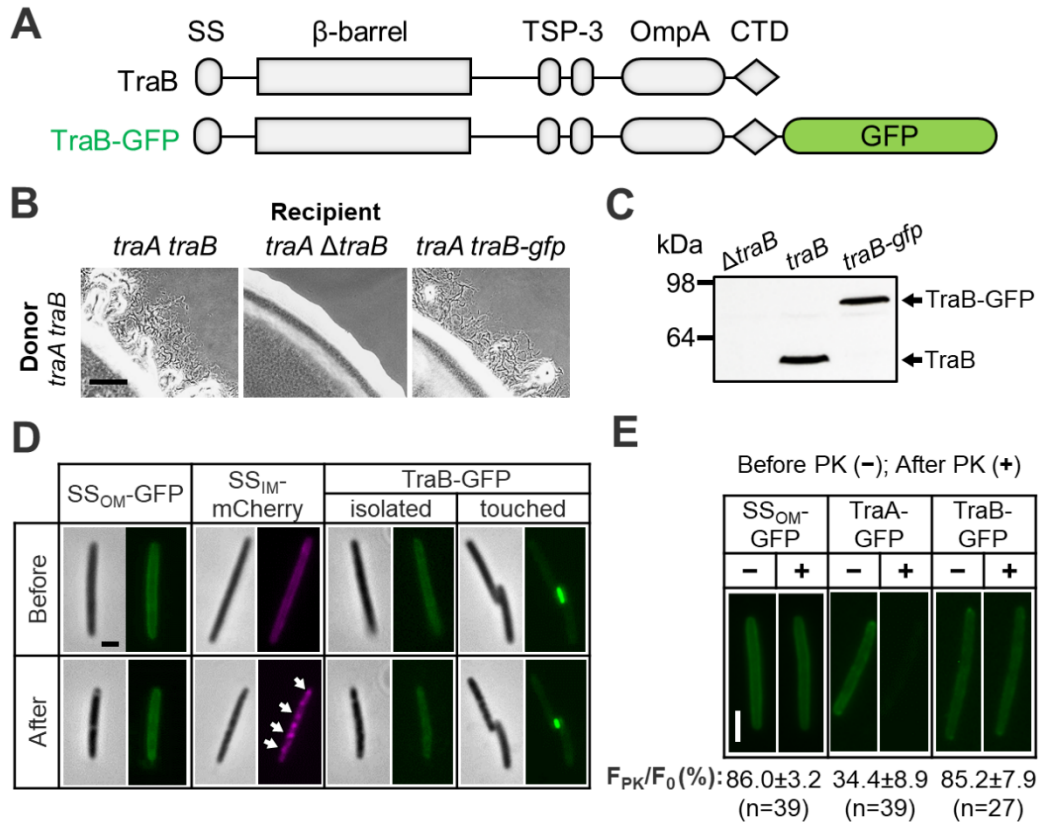 A
SS β-barrel TSP-3 OmpA CTD
TraB
TraB-GFP GFP
B
Recipient
traA traB traA ΔtraB traA traB-gfp
Donor
traA traB
C
kDa ΔtraB traB traB-gfp
98
TraB-GFP
64
TraB
D
SSOM-GFP SSIM-mCherry TraB-GFP
isolated touched
Before
After
E
Before PK (−); After PK (+)
SSOM-GFP TraA-GFP TraB-GFP
− + − + − +
FPK/F0(%): 86.0±3.2 34.4±8.9 85.2±7.9
(n=39) (n=39) (n=27)